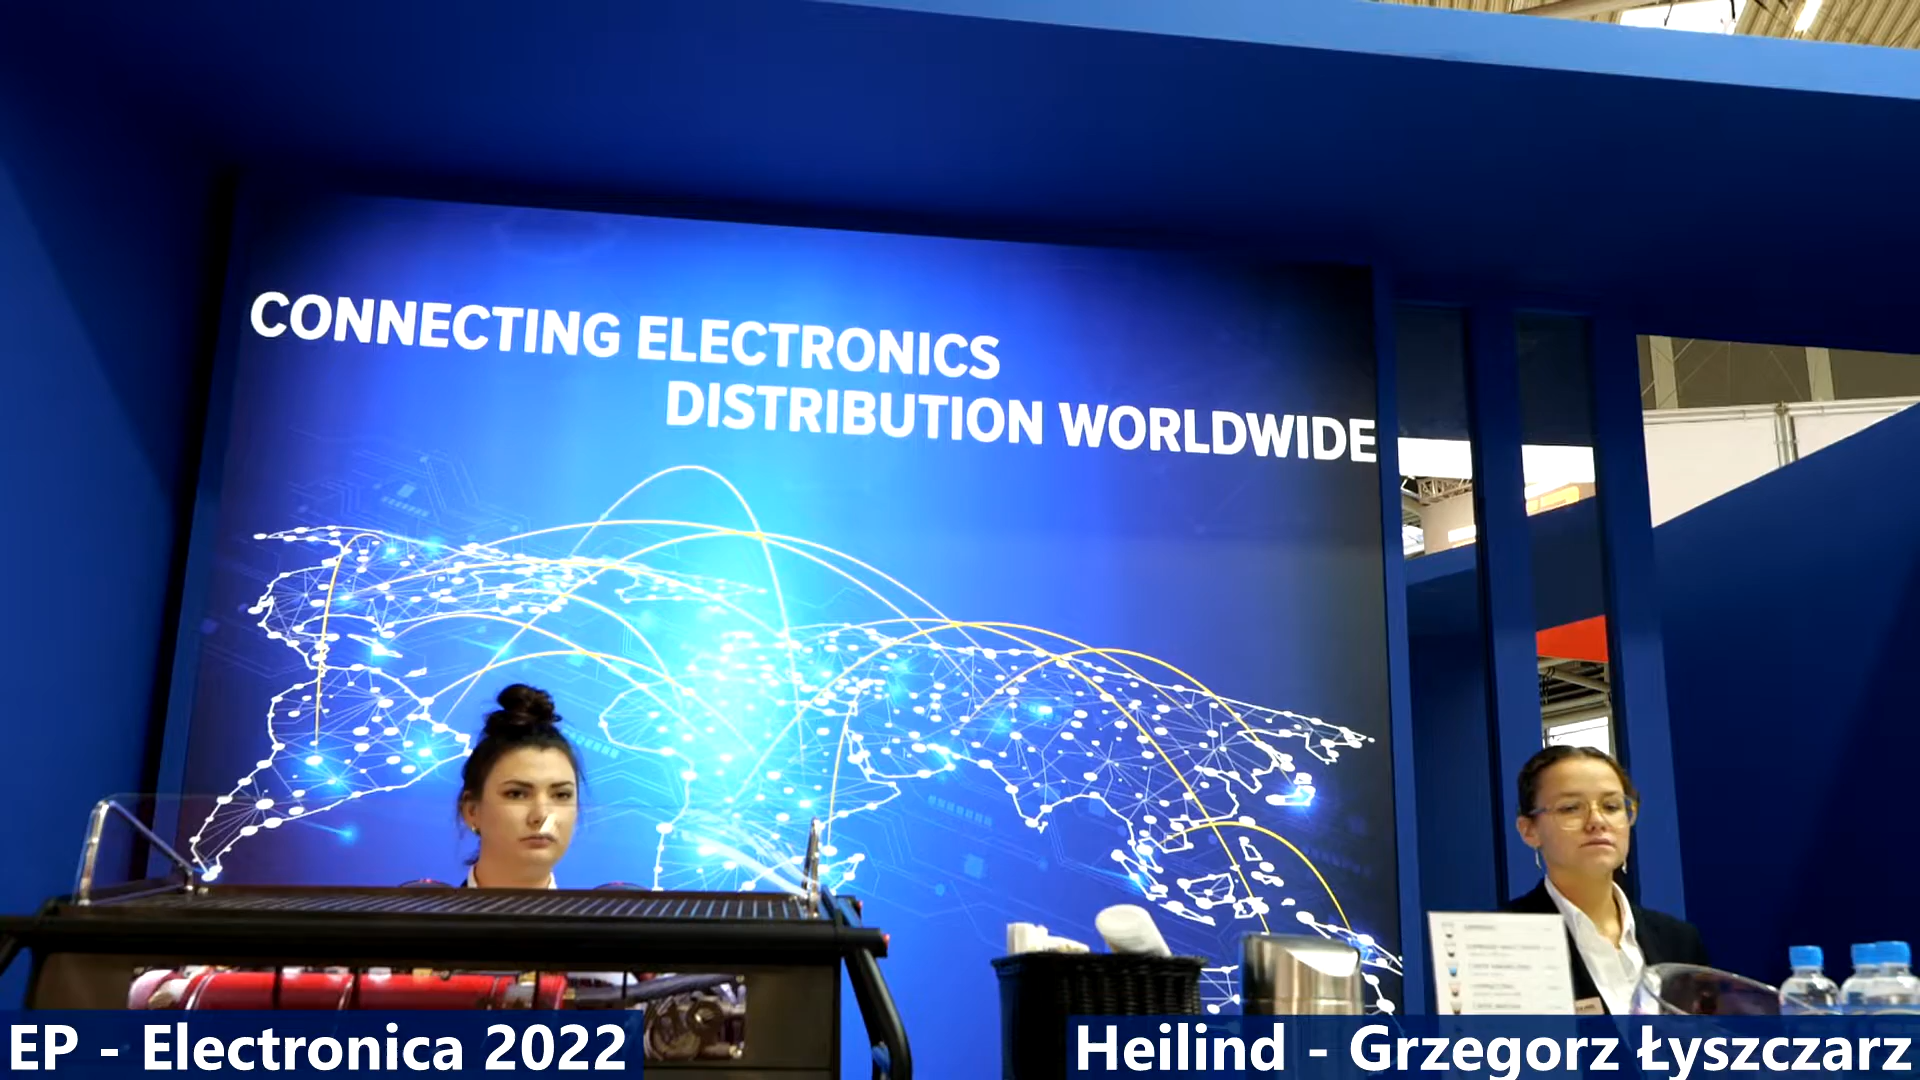 CONNECTING ELECTRONICS
DISTRIBUTION WORLDWIDE
EP - Electronica 2022
Heilind - Grzegorz Łyszczarz